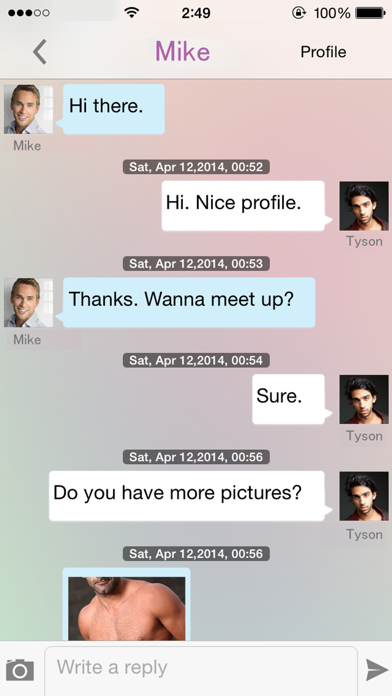 2:49
100%
Mike
Profile
Hi there.
Mike
Sat, Apr 12,2014, 00:52
Hi. Nice profile.
Tyson
Sat, Apr 12,2014, 00:53
Thanks. Wanna meet up?
Mike
Sat, Apr 12,2014, 00:54
Sure.
Tyson
Sat, Apr 12,2014, 00:56
Do you have more pictures?
Tyson
Sat, Apr 12,2014, 00:56
Write a reply